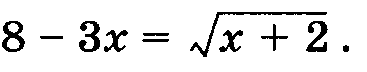 8 − 3x = √(x + 2) .